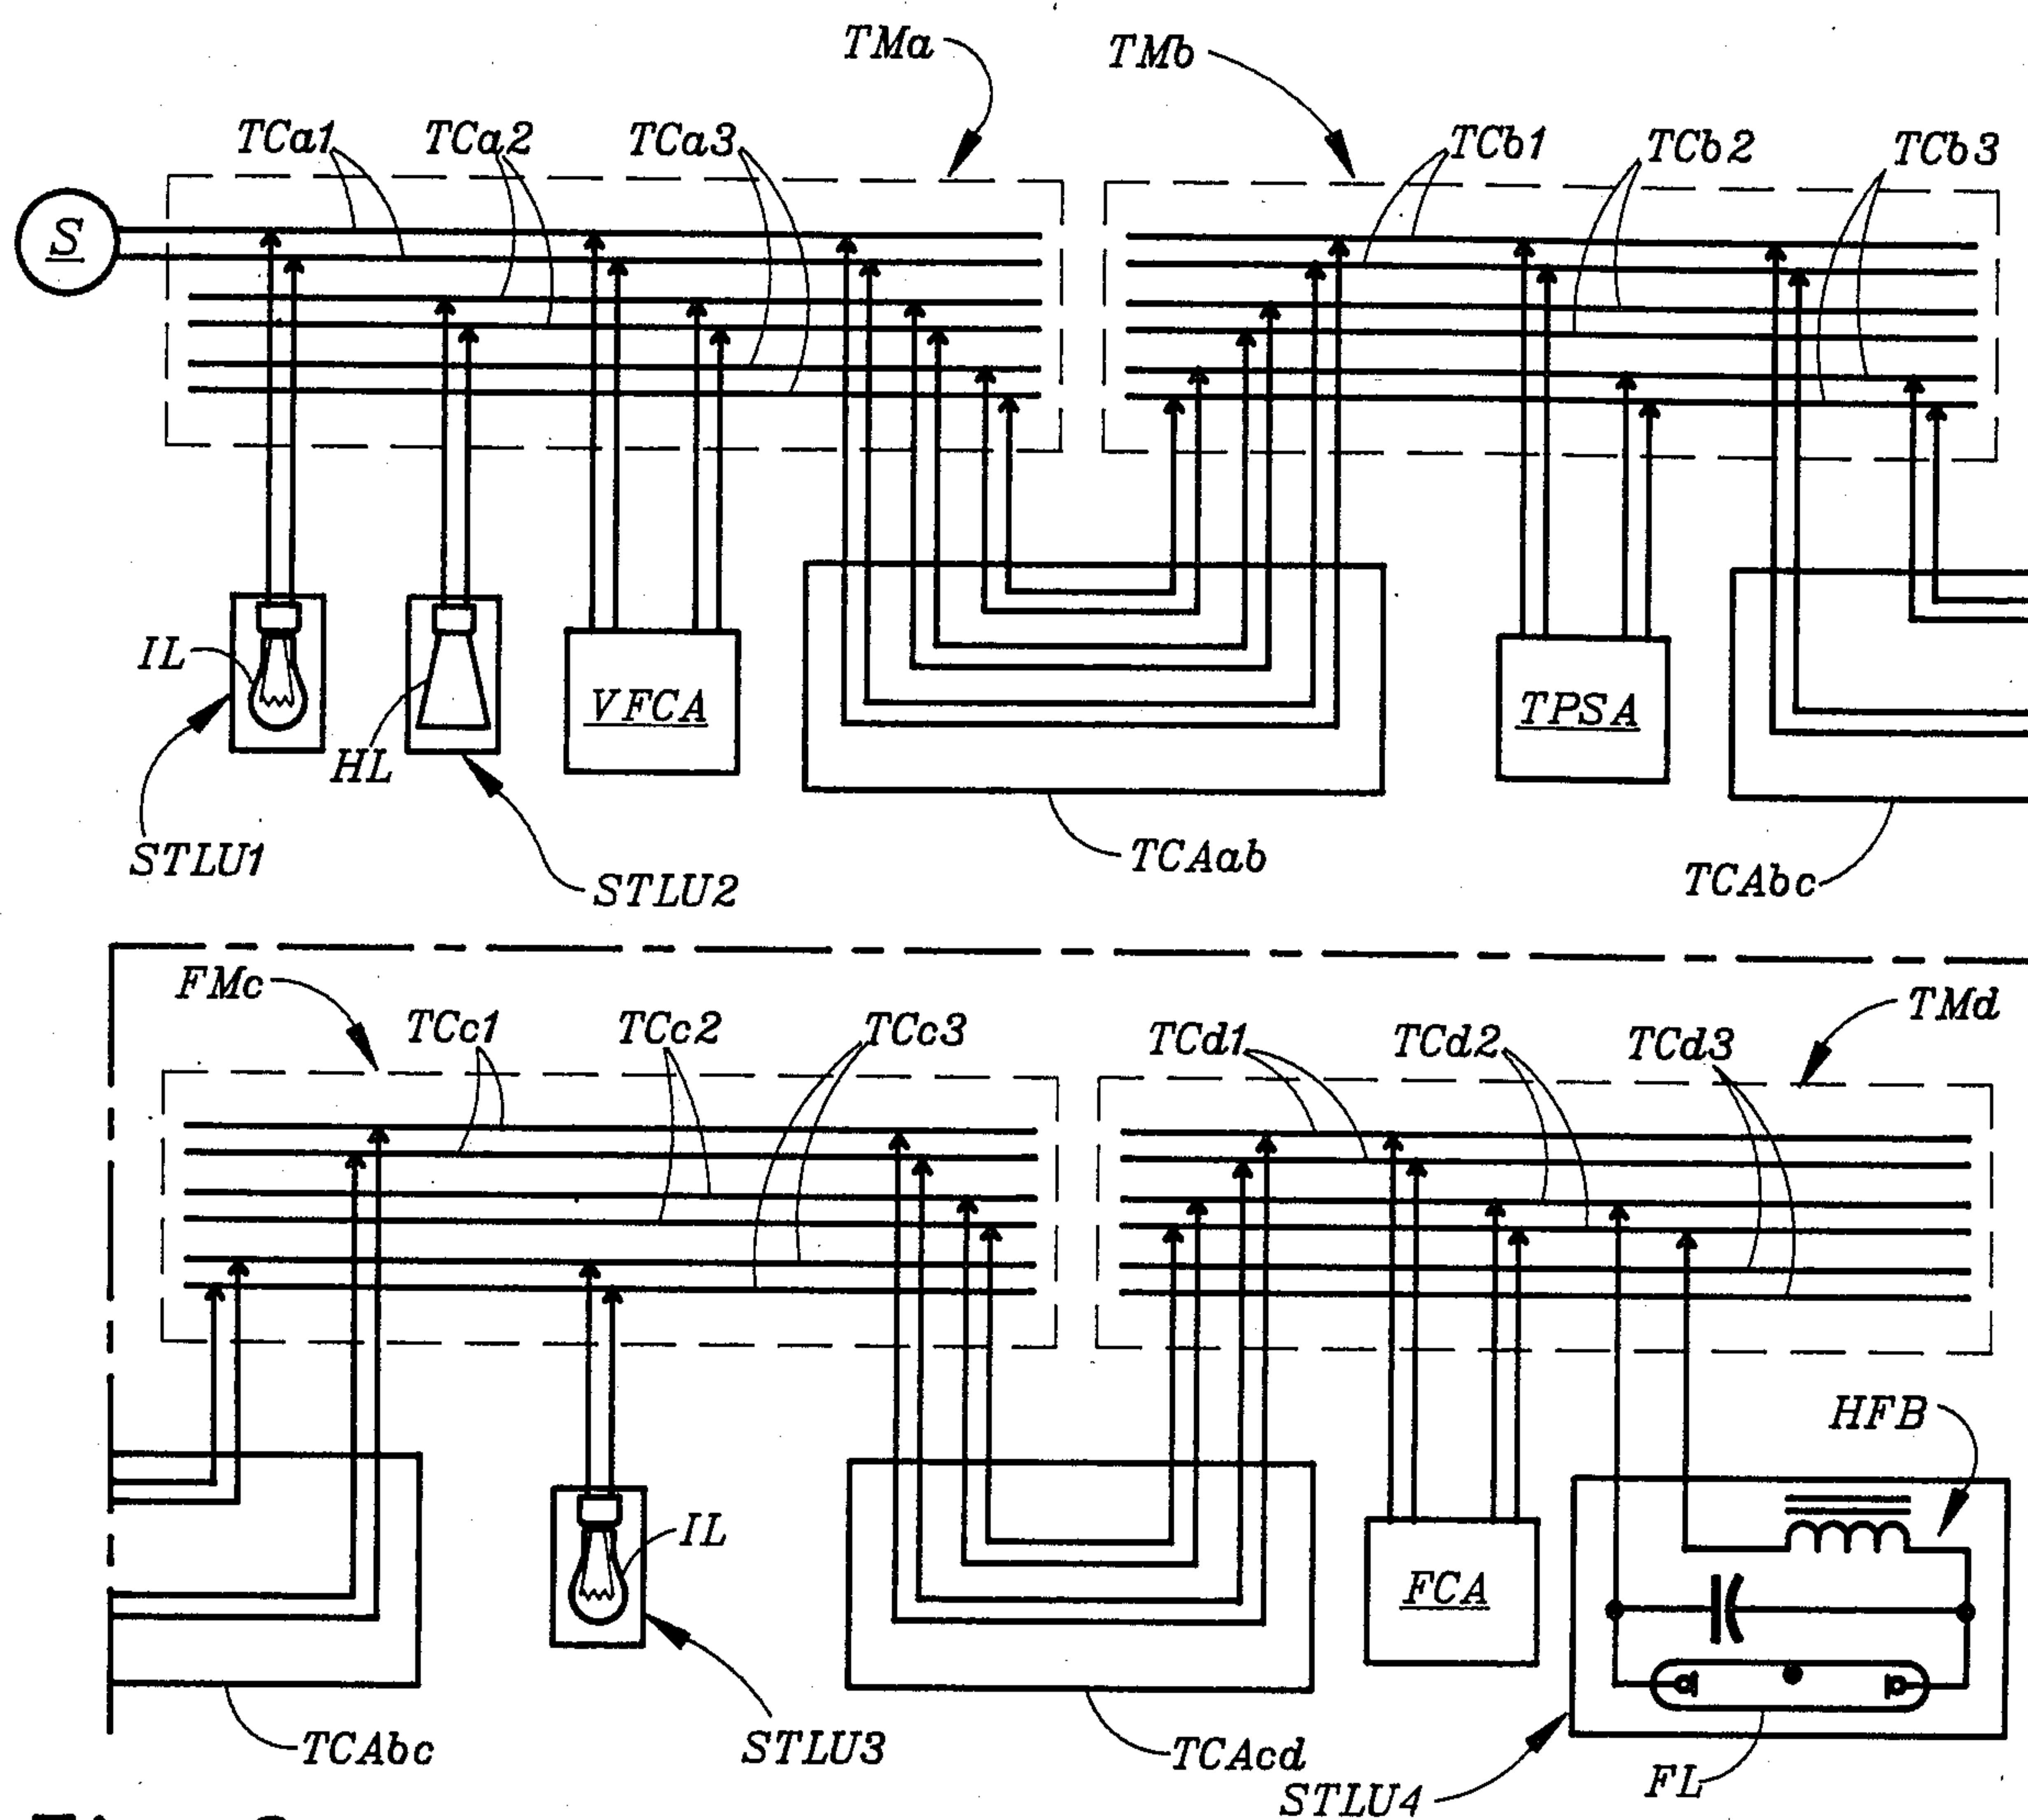 TMa
TMb
TCa1
TCa2
TCa3
TCb1
TCb2
TCb3
S
IL
HL
VFCA
TPSA
STLU1
STLU2
TCAab
TCAbc
FMc
TMd
TCc1
TCc2
TCc3
TCd1
TCd2
TCd3
HFB
IL
FCA
TCAbc
STLU3
TCAcd
STLU4
FL